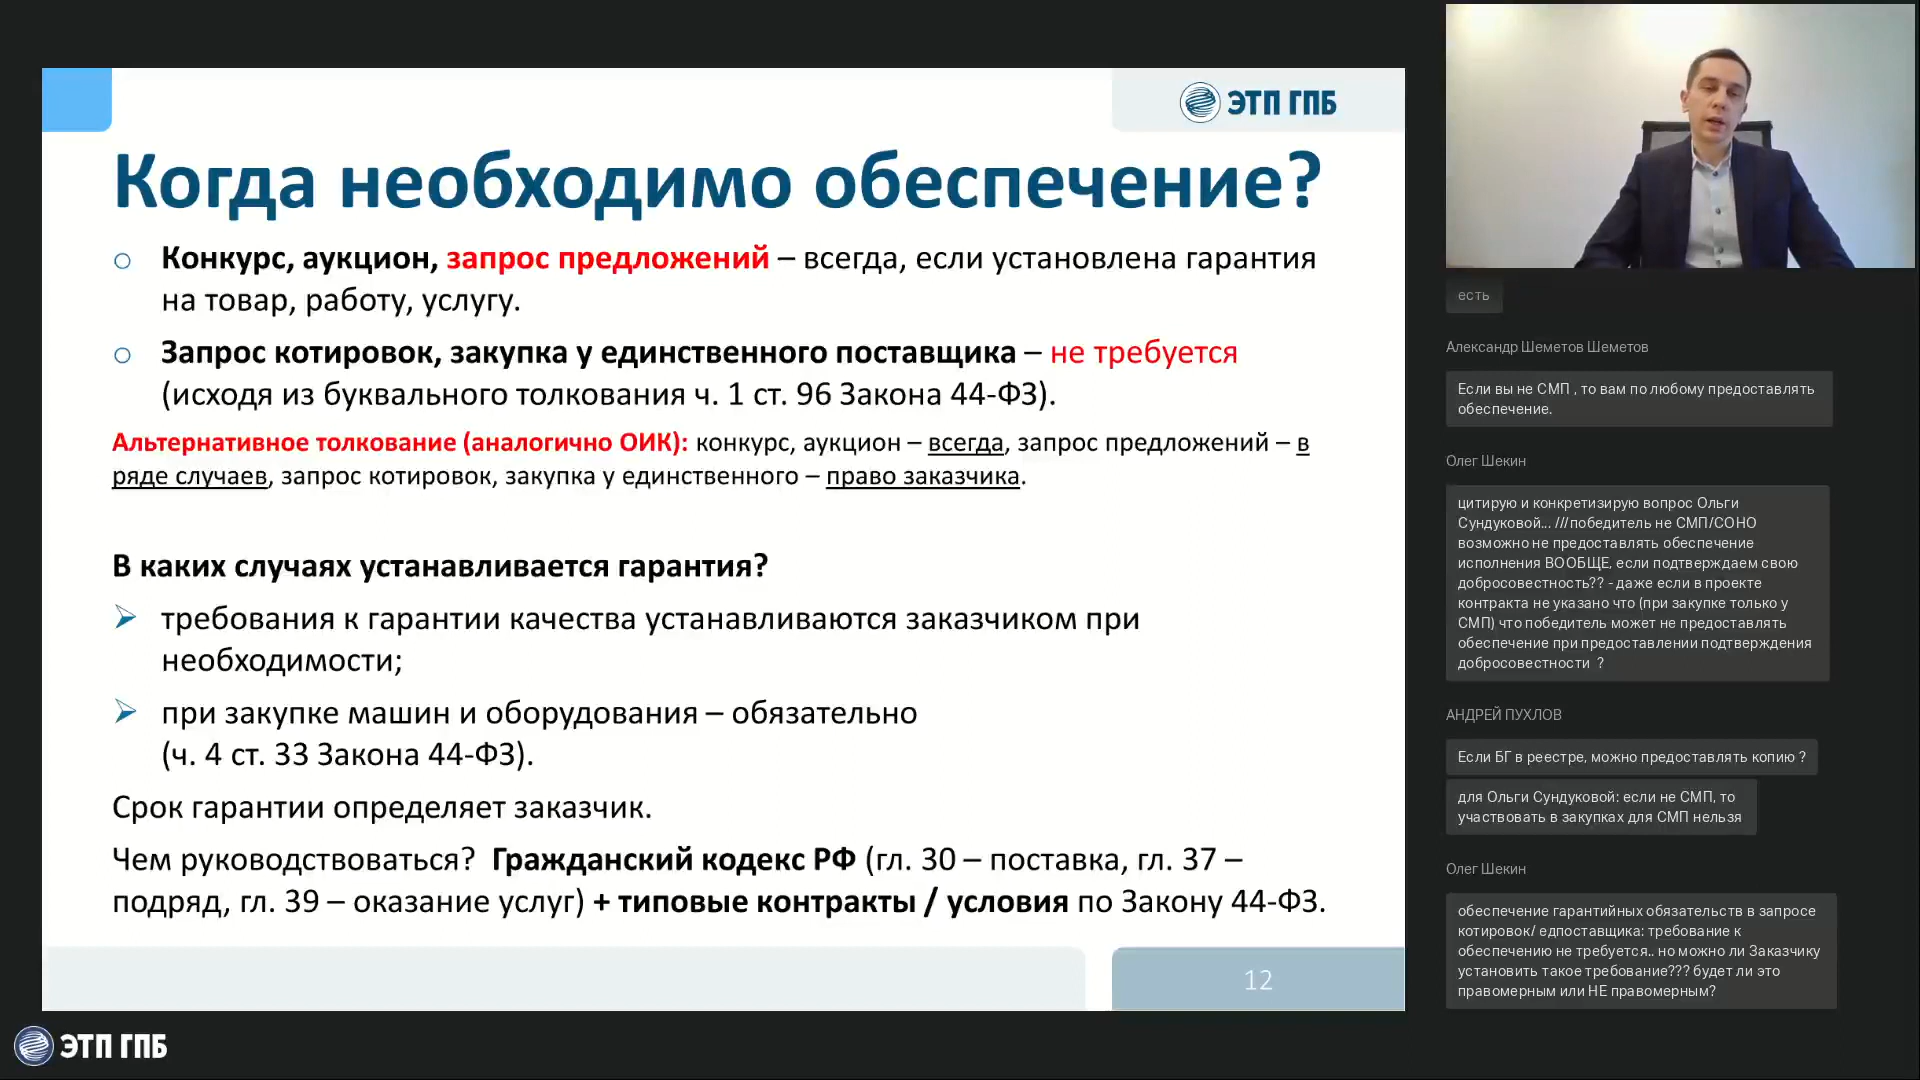 ЭТП ГПБ
Когда необходимо обеспечение?
Конкурс, аукцион, запрос предложений – всегда, если установлена гарантия
на товар, работу, услугу.
Запрос котировок, закупка у единственного поставщика – не требуется
(исходя из буквального толкования ч. 1 ст. 96 Закона 44-ФЗ).
Альтернативное толкование (аналогично ОИК): конкурс, аукцион – всегда, запрос предложений – в
ряде случаев, запрос котировок, закупка у единственного – право заказчика.
В каких случаях устанавливается гарантия?
требования к гарантии качества устанавливаются заказчиком при
необходимости;
при закупке машин и оборудования – обязательно
(ч. 4 ст. 33 Закона 44-ФЗ).
Срок гарантии определяет заказчик.
Чем руководствоваться? Гражданский кодекс РФ (гл. 30 – поставка, гл. 37 –
подряд, гл. 39 – оказание услуг) + типовые контракты / условия по Закону 44-ФЗ.
12
ЭТП ГПБ
есть
Александр Шеметов Шеметов
Если вы не СМП , то вам по любому предоставлять
обеспечение.
Олег Шекин
цитирую и конкретизирую вопрос Ольги
Сундуковой... ///победитель не СМП/СОНО
возможно не предоставлять обеспечение
исполнения ВООБЩЕ, если подтверждаем свою
добросовестность?? - даже если в проекте
контракта не указано что (при закупке только у
СМП) что победитель может не предоставлять
обеспечение при предоставлении подтверждения
добросовестности ?
АНДРЕЙ ПУХЛОВ
Если БГ в реестре, можно предоставлять копию ?
для Ольги Сундуковой: если не СМП, то
участвовать в закупках для СМП нельзя
Олег Шекин
обеспечение гарантийных обязательств в запросе
котировок/ едпоставщика: требование к
обеспечению не требуется.. но можно ли Заказчику
установить такое требование??? будет ли это
правомерным или НЕ правомерным?